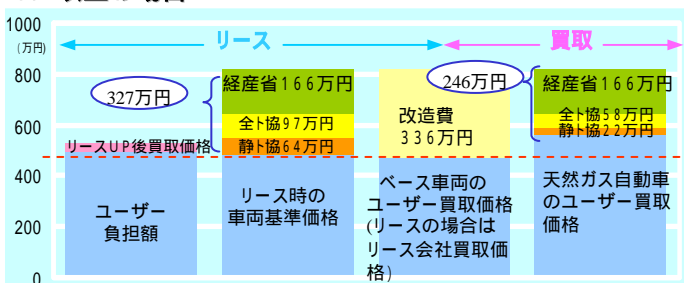 1000
(万円)
800
600
400
200
0
リース
買取
327万円
経産省166万円
全ト協97万円
静ト協64万円
リースUP後買取価格
ユーザー
負担額
リース時の
車両基準価格
改造費
336万円
ベース車両の
ユーザー買取価格
(リースの場合は
リース会社買取価
格)
246万円
経産省166万円
全ト協58万円
静ト協22万円
天然ガス自動車
のユーザー買取
価格